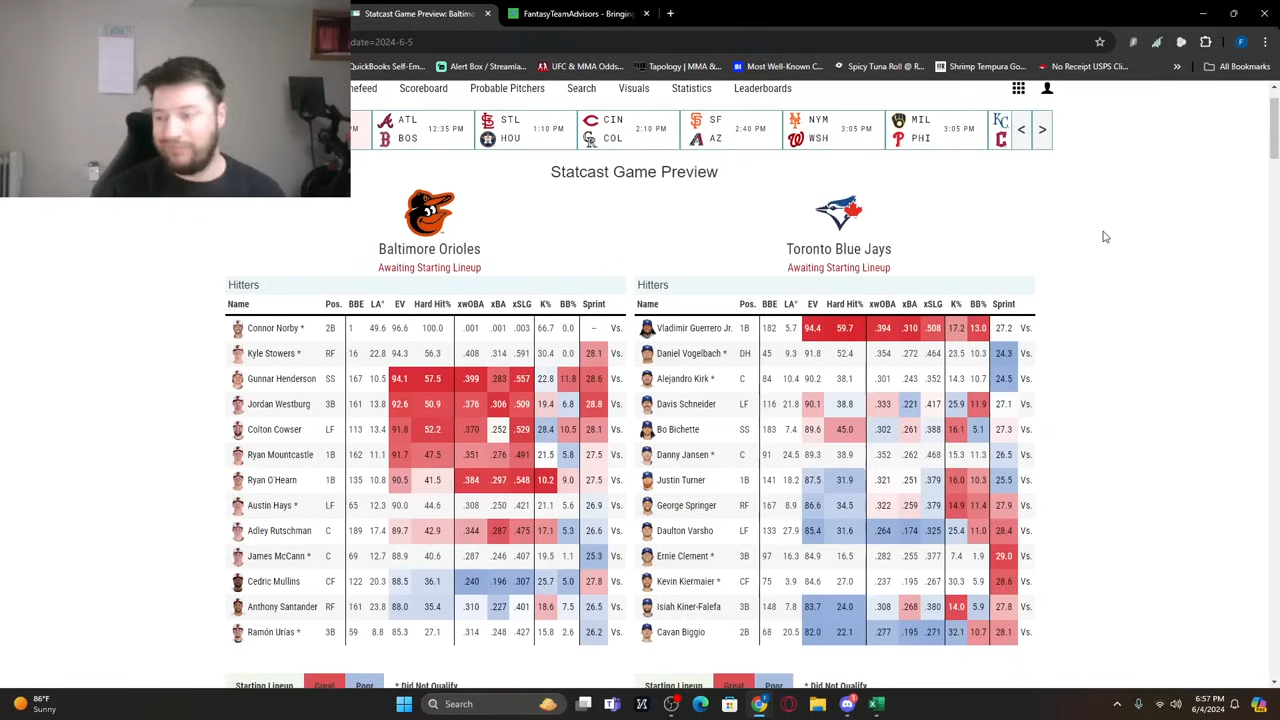 Statcast Game Preview: Baltimo × FantasyTeamAdvisors - Bringing × +
date=2024-6-5
QuickBooks Self-Em... Alert Box / Streamla... UFC & MMA Odds... Tapology | MMA &... Most and Least Val... Spicy Tuna Roll @ R... Shrimp Tempura Go... No Receipt USPS Cli... » All Bookmarks
mefeed Scoreboard Probable Pitchers Search Visuals Statistics Leaderboards
PM ATL BOS 12:35 PM STL HOU 1:10 PM CIN COL 2:10 PM SF AZ 2:40 PM NYM WSH 3:05 PM MIL PHI 3:05 PM < >
Statcast Game Preview
Baltimore Orioles
Awaiting Starting Lineup
Hitters
Name Pos. BBE LA° EV Hard Hit% xwOBA xBA xSLG K% BB% Sprint
Connor Norby * 2B 1 49.6 96.6 100.0 .001 .001 .003 66.7 0.0 -- Vs.
Kyle Stowers * RF 16 22.8 94.3 56.3 .408 .314 .591 30.4 0.0 28.1 Vs.
Gunnar Henderson SS 167 10.5 94.1 57.5 .399 .283 .557 22.8 11.8 28.6 Vs.
Jordan Westburg 3B 161 13.8 92.6 50.9 .376 .306 .509 19.4 6.8 28.8 Vs.
Colton Cowser LF 113 13.4 91.8 52.2 .370 .252 .529 28.4 10.5 28.1 Vs.
Ryan Mountcastle 1B 162 11.1 91.7 47.5 .351 .276 .491 21.5 5.8 27.5 Vs.
Ryan O'Hearn 1B 135 10.8 90.5 41.5 .384 .297 .548 10.2 9.0 27.5 Vs.
Austin Hays * LF 65 12.3 90.0 44.6 .308 .250 .421 21.1 5.6 26.9 Vs.
Adley Rutschman C 189 17.4 89.7 42.9 .344 .287 .475 17.1 5.3 26.6 Vs.
James McCann * C 69 12.7 88.9 40.6 .287 .246 .407 19.5 1.1 25.3 Vs.
Cedric Mullins CF 122 20.3 88.5 36.1 .240 .196 .307 25.7 5.0 27.8 Vs.
Anthony Santander RF 161 23.8 88.0 35.4 .310 .227 .401 18.6 7.5 26.5 Vs.
Ramón Urías * 3B 59 8.8 85.3 27.1 .314 .248 .427 15.8 2.6 26.2 Vs.
Starting Lineup Great Poor * Did Not Qualify
Toronto Blue Jays
Awaiting Starting Lineup
Hitters
Name Pos. BBE LA° EV Hard Hit% xwOBA xBA xSLG K% BB% Sprint
Vladimir Guerrero Jr. 1B 182 5.7 94.4 59.7 .394 .310 .508 17.2 13.0 27.2 Vs.
Daniel Vogelbach * DH 45 9.3 91.8 52.4 .354 .272 .464 23.5 10.3 24.3 Vs.
Alejandro Kirk * C 84 10.4 90.2 38.1 .301 .243 .352 14.3 10.7 24.5 Vs.
Davis Schneider LF 116 21.8 90.1 38.8 .333 .221 .417 25.9 11.9 27.1 Vs.
Bo Bichette SS 183 7.4 89.6 45.0 .302 .261 .388 16.1 5.1 27.3 Vs.
Danny Jansen * C 91 24.5 89.3 38.9 .352 .262 .468 15.3 11.3 26.5 Vs.
Justin Turner 1B 141 18.2 87.5 31.9 .321 .251 .379 16.0 10.3 25.5 Vs.
George Springer RF 167 8.9 86.6 34.5 .322 .259 .379 14.9 11.4 27.9 Vs.
Daulton Varsho LF 133 27.9 85.4 31.6 .264 .174 .325 25.4 11.0 28.4 Vs.
Ernie Clement * 3B 97 16.3 84.9 16.5 .282 .255 .377 7.4 1.9 29.0 Vs.
Kevin Kiermaier * CF 75 3.9 84.6 27.0 .237 .195 .267 30.3 5.9 28.6 Vs.
Isiah Kiner-Falefa 3B 148 7.8 83.7 24.0 .308 .268 .380 14.0 5.9 27.8 Vs.
Cavan Biggio 2B 68 20.5 82.0 22.1 .277 .195 .271 32.1 10.7 28.1 Vs.
Starting Lineup Great Poor * Did Not Qualify
86°F
Sunny
Search
6:57 PM
6/4/2024